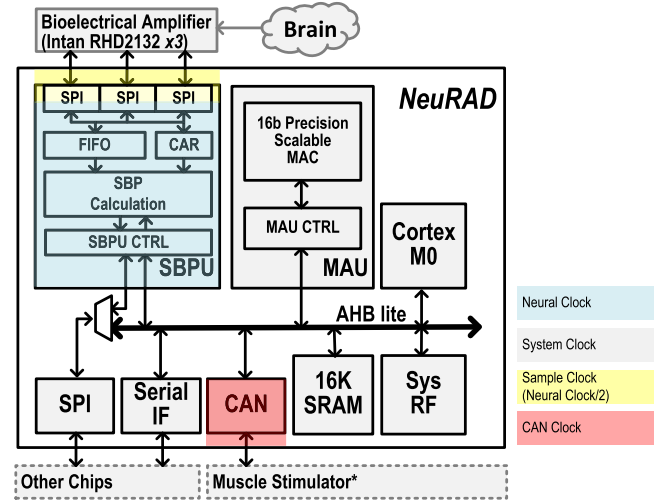 Bioelectrical Amplifier
(Intan RHD2132 x3)
Brain
SPI
SPI
SPI
NeuRAD
FIFO
CAR
SBP
Calculation
SBPU CTRL
SBPU
16b Precision
Scalable
MAC
MAU CTRL
MAU
Cortex
M0
AHB lite
SPI
Serial
IF
CAN
16K
SRAM
Sys
RF
Other Chips
Muscle Stimulator*
Neural Clock
System Clock
Sample Clock
(Neural Clock/2)
CAN Clock